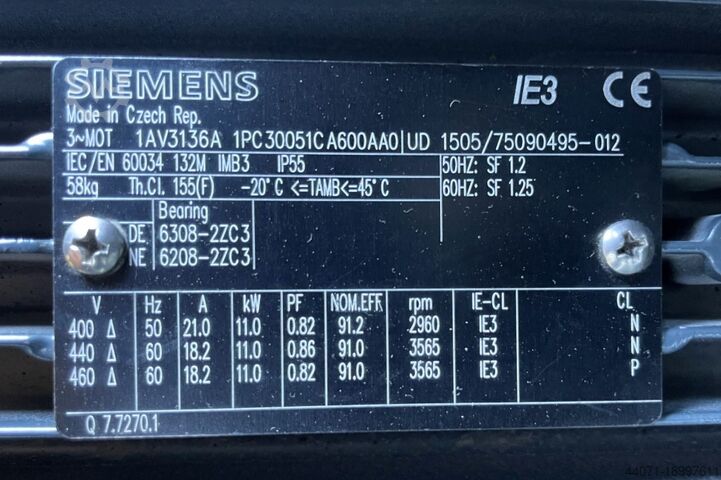 SIEMENS IE3 CE
Made in Czech Rep.
3~MOT 1AV3136A 1PC30051CA600AA0 UD 1505/75090495-012
IEC/EN 60034 132M IMB3 IP55 50HZ: SF 1.2
58kg Th.Cl. 155(F) -20°C <=TAMB<=45°C 60HZ: SF 1.25
Bearing
DE 6308-2ZC3
NE 6208-2ZC3
V Hz A kW PF NOM.EFF rpm IE-CL CL
400 Δ 50 21.0 11.0 0.82 91.2 2960 IE3 N
440 Δ 60 18.2 11.0 0.86 91.0 3565 IE3 N
460 Δ 60 18.2 11.0 0.82 91.0 3565 IE3 P
Q 7.7270.1
44071-18997611